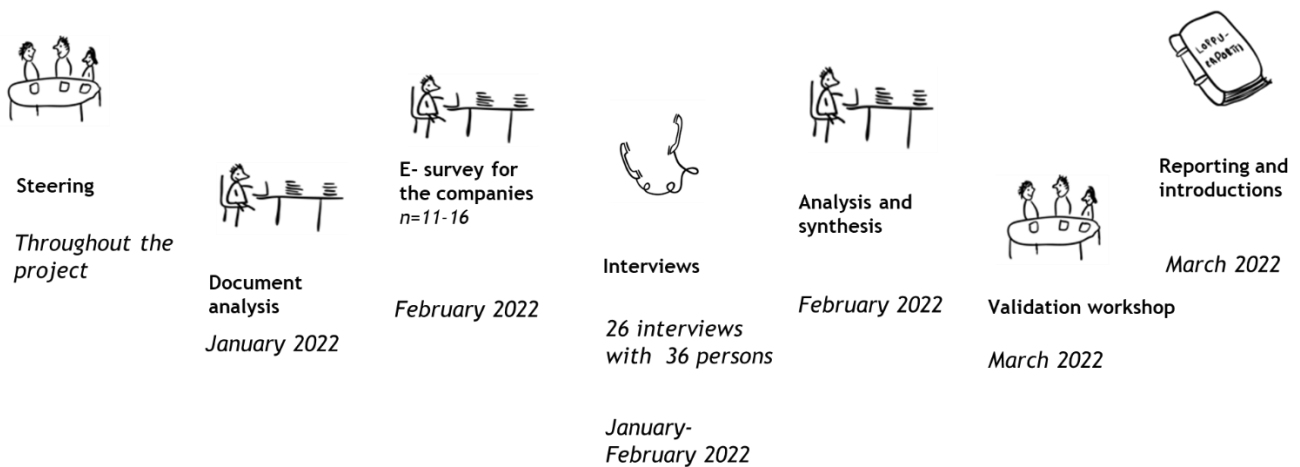 Steering
Throughout the
project
Document
analysis
January 2022
E- survey for
the companies
n=11-16
February 2022
Interviews
26 interviews
with 36 persons
January-
February 2022
Analysis and
synthesis
February 2022
Validation workshop
March 2022
LOPPU-
RAPORTTI
Reporting and
introductions
March 2022